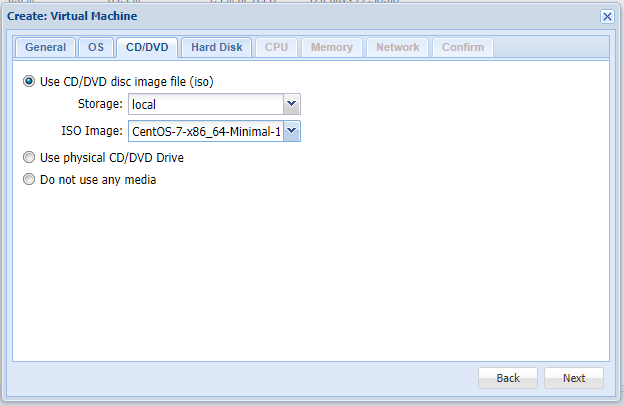 Create: Virtual Machine
General OS CD/DVD Hard Disk CPU Memory Network Confirm
Use CD/DVD disc image file (iso)
Storage: local
ISO Image: CentOS-7-x86_64-Minimal-1
Use physical CD/DVD Drive
Do not use any media
Back Next